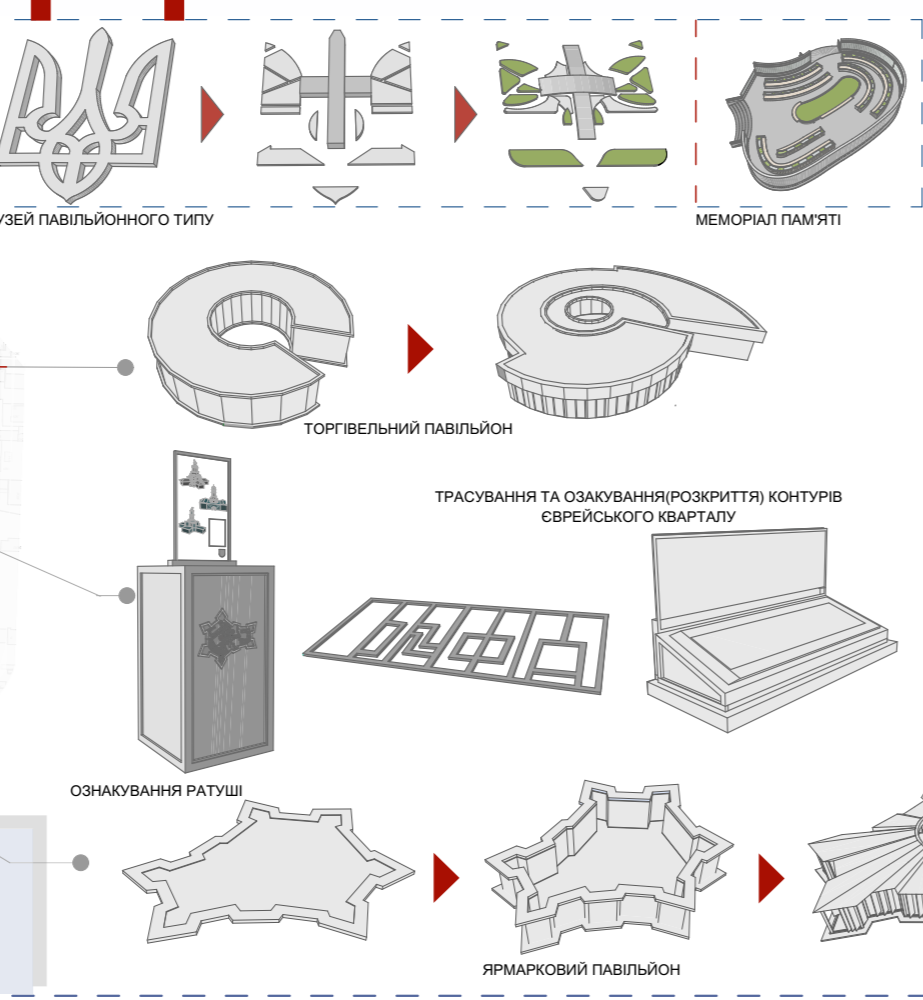 УЗЕЙ ПАВІЛЬЙОННОГО ТИПУ
МЕМОРІАЛ ПАМ'ЯТІ
ТОРГІВЕЛЬНИЙ ПАВІЛЬЙОН
ТРАСУВАННЯ ТА ОЗАКУВАННЯ(РОЗКРИТТЯ) КОНТУРІВ
ЄВРЕЙСЬКОГО КВАРТАЛУ
ОЗНАКУВАННЯ РАТУШІ
ЯРМАРКОВИЙ ПАВІЛЬЙОН